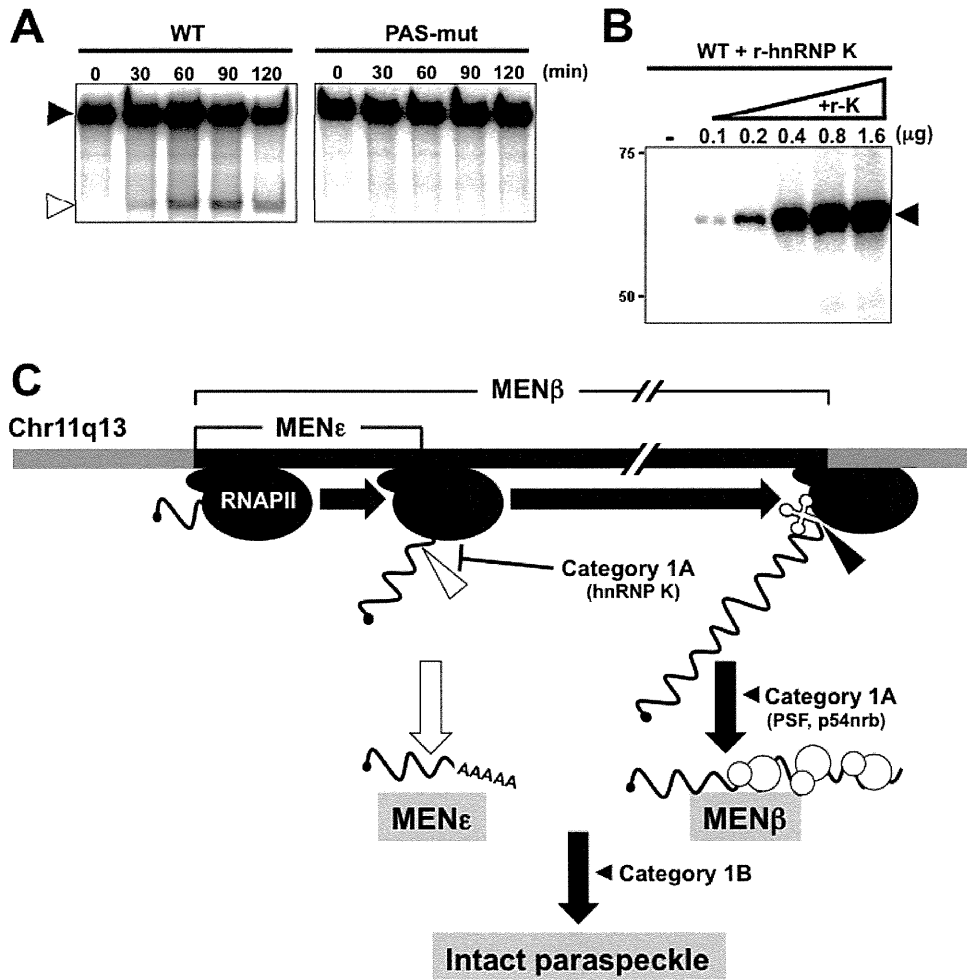 A
WT
PAS-mut
0 30 60 90 120
0 30 60 90 120 (min)
B
WT + r-hnRNP K
+r-K
- 0.1 0.2 0.4 0.8 1.6 (μg)
75
50
C
MENβ
Chr11q13
MENε
RNAPII
Category 1A
(hnRNP K)
Category 1A
(PSF, p54nrb)
AAAAA
MENε
MENβ
Category 1B
Intact paraspeckle